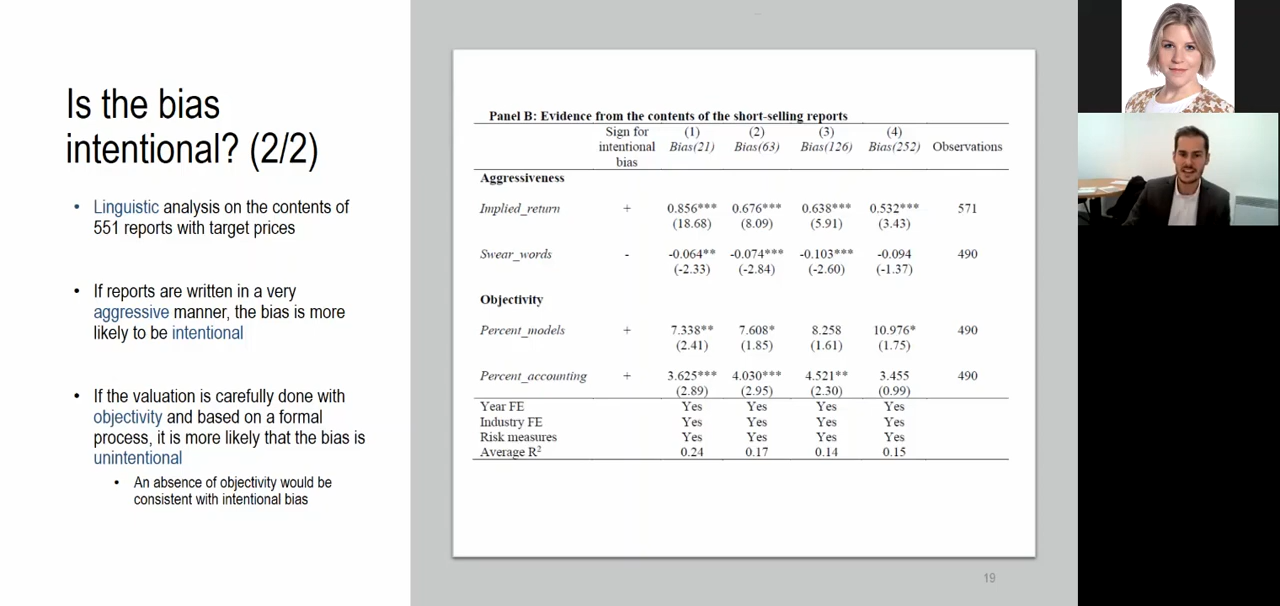 Is the bias
intentional? (2/2)
• Linguistic analysis on the contents of
551 reports with target prices
• If reports are written in a very
aggressive manner, the bias is more
likely to be intentional
• If the valuation is carefully done with
objectivity and based on a formal
process, it is more likely that the bias is
unintentional
• An absence of objectivity would be
consistent with intentional bias
Panel B: Evidence from the contents of the short-selling reports
Sign for (1) (2) (3) (4)
intentional Bias(21) Bias(63) Bias(126) Bias(252) Observations
bias
Aggressiveness
Implied_return + 0.856*** 0.676*** 0.638*** 0.532*** 571
(18.68) (8.09) (5.91) (3.43)
Swear_words - -0.064** -0.074*** -0.103*** -0.094 490
(-2.33) (-2.84) (-2.60) (-1.37)
Objectivity
Percent_models + 7.338** 7.608* 8.258 10.976* 490
(2.41) (1.85) (1.61) (1.75)
Percent_accounting + 3.625*** 4.030*** 4.521** 3.455 490
(2.89) (2.95) (2.30) (0.99)
Year FE Yes Yes Yes Yes
Industry FE Yes Yes Yes Yes
Risk measures Yes Yes Yes Yes
Average R² 0.24 0.17 0.14 0.15
19